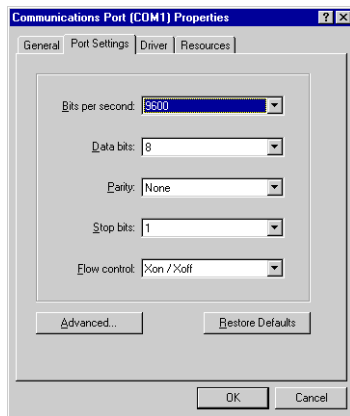 Communications Port (COM1) Properties
General Port Settings Driver Resources
Bits per second: 9600
Data bits: 8
Parity: None
Stop bits: 1
Flow control: Xon / Xoff
Advanced... Restore Defaults
OK Cancel